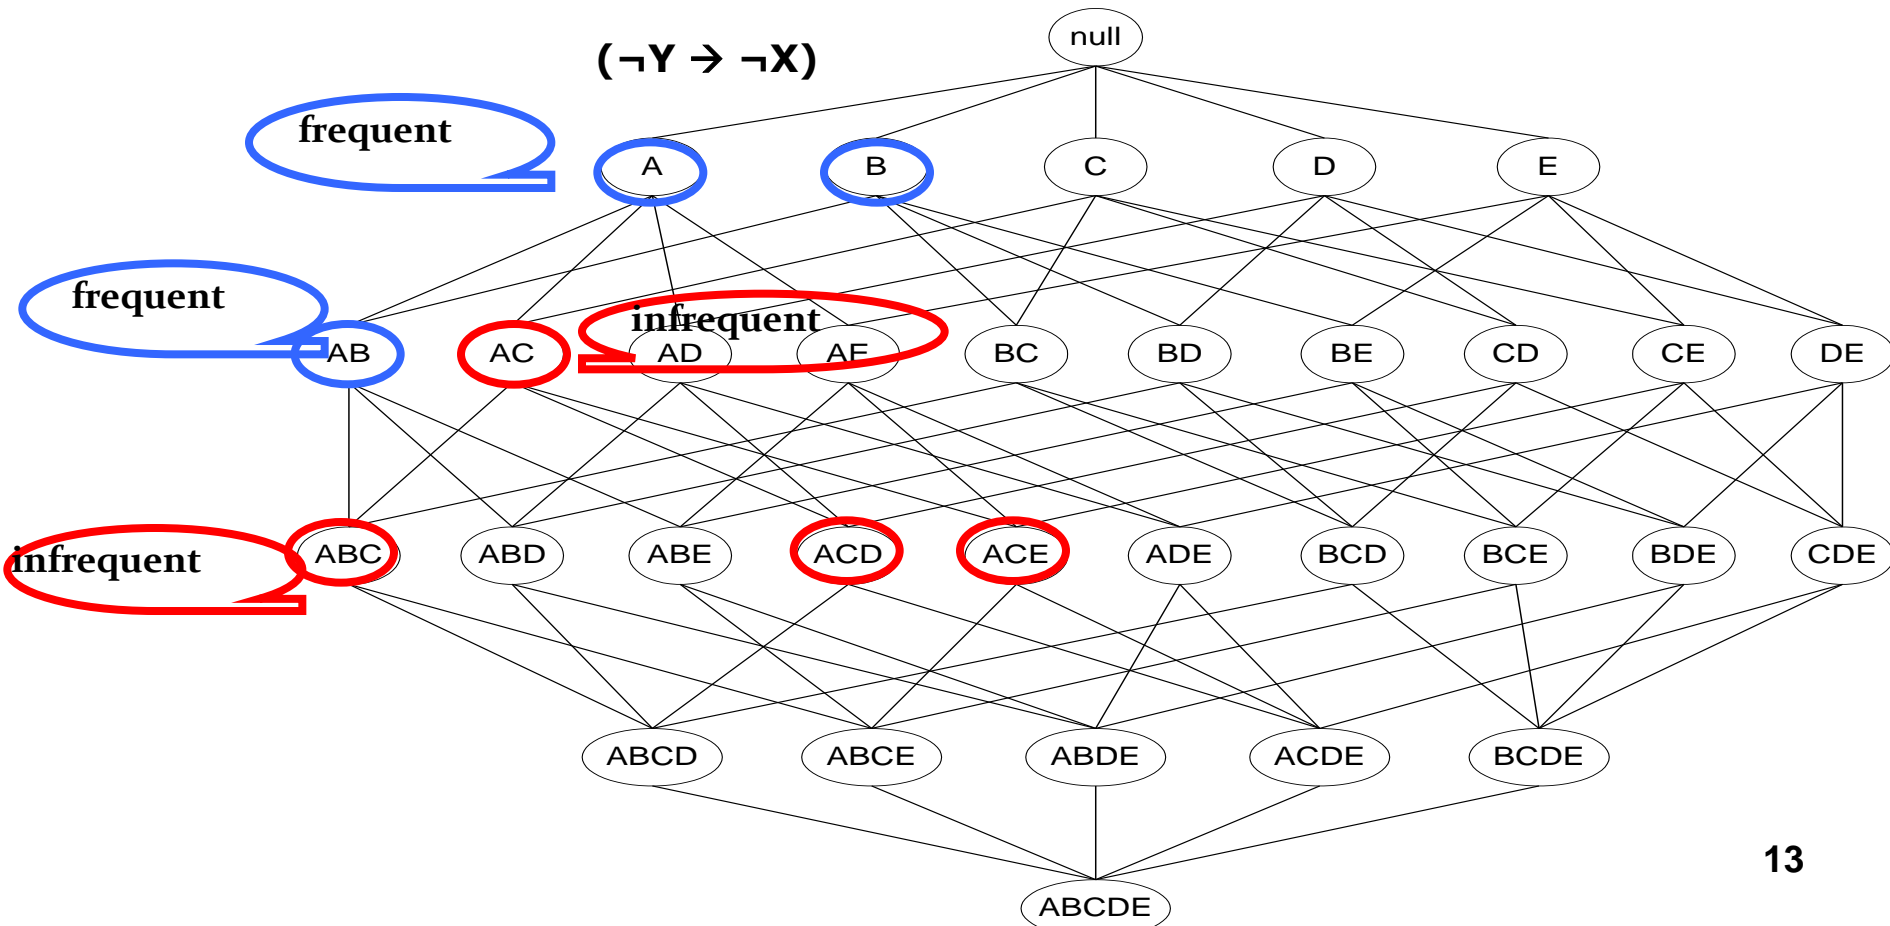 null
(¬Y → ¬X)
frequent
A B C D E
frequent
infrequent
AB AC AD AE BC BD BE CD CE DE
infrequent
ABC ABD ABE ACD ACE ADE BCD BCE BDE CDE
ABCD ABCE ABDE ACDE BCDE
13
ABCDE